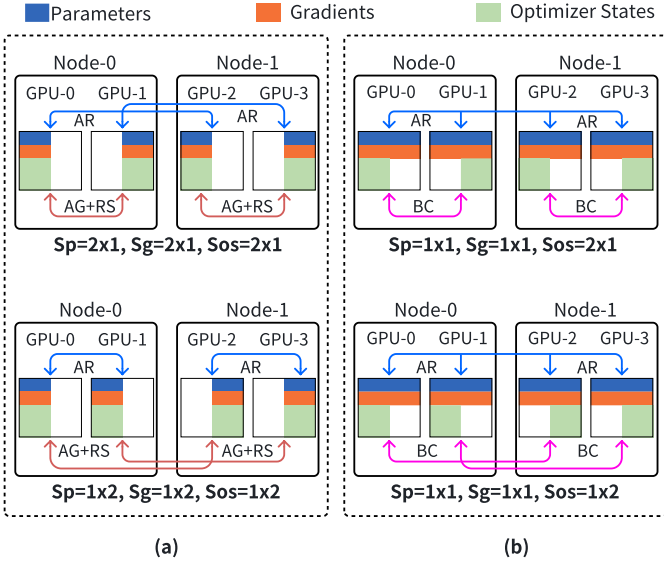 Parameters Gradients Optimizer States
Node-0 Node-1 Node-0 Node-1
GPU-0 GPU-1 GPU-2 GPU-3 GPU-0 GPU-1 GPU-2 GPU-3
AR AR AR AR
AG+RS AG+RS BC BC
Sp=2x1, Sg=2x1, Sos=2x1 Sp=1x1, Sg=1x1, Sos=2x1
Node-0 Node-1 Node-0 Node-1
GPU-0 GPU-1 GPU-2 GPU-3 GPU-0 GPU-1 GPU-2 GPU-3
AR AR AR AR
AG+RS AG+RS BC BC
Sp=1x2, Sg=1x2, Sos=1x2 Sp=1x1, Sg=1x1, Sos=1x2
(a) (b)